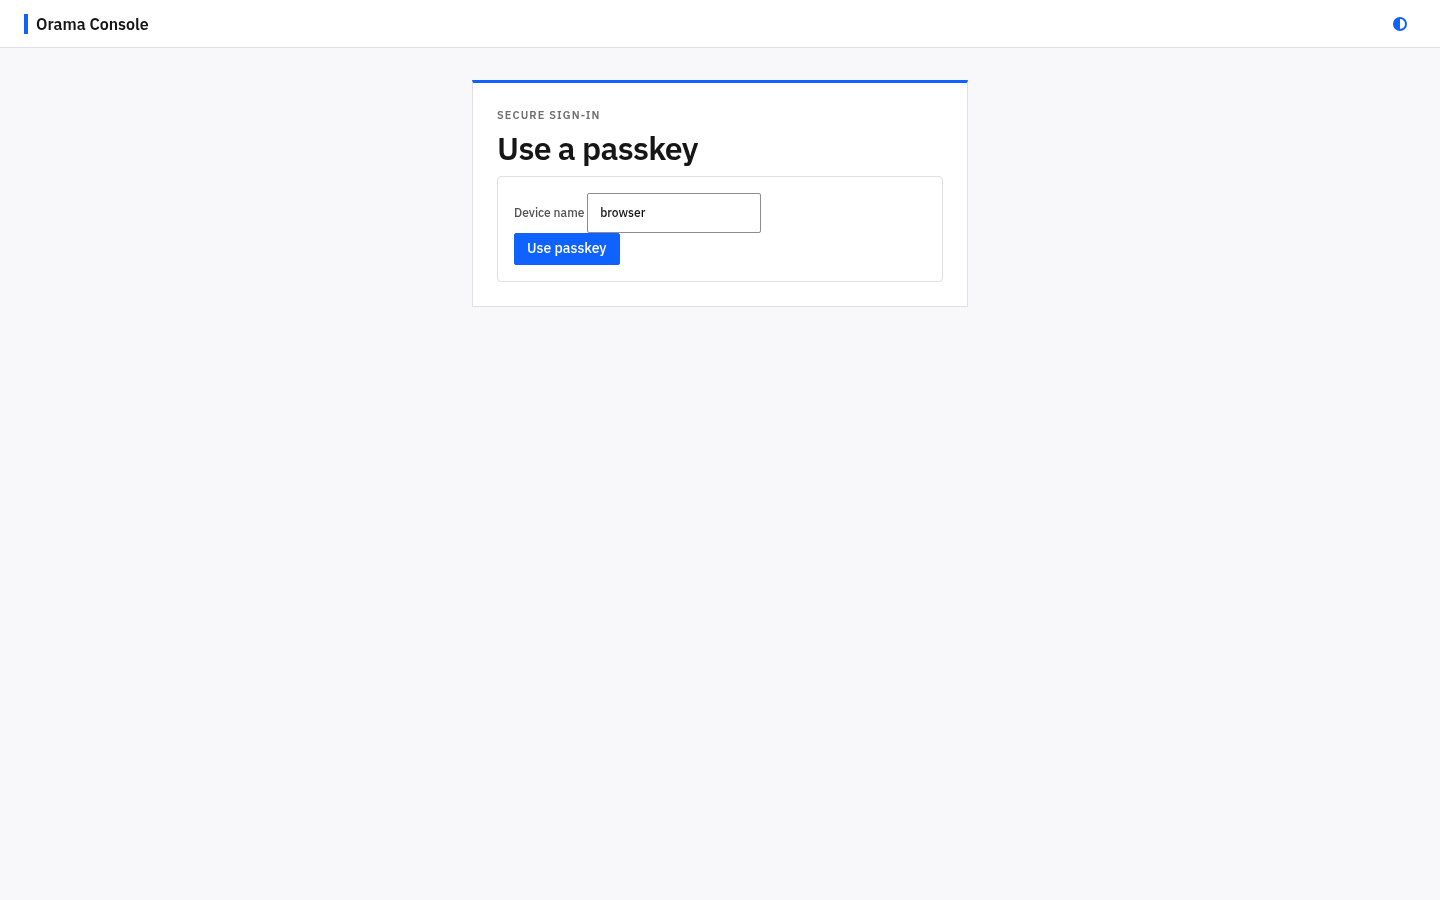 Orama Console
SECURE SIGN-IN
Use a passkey
Device name browser
Use passkey